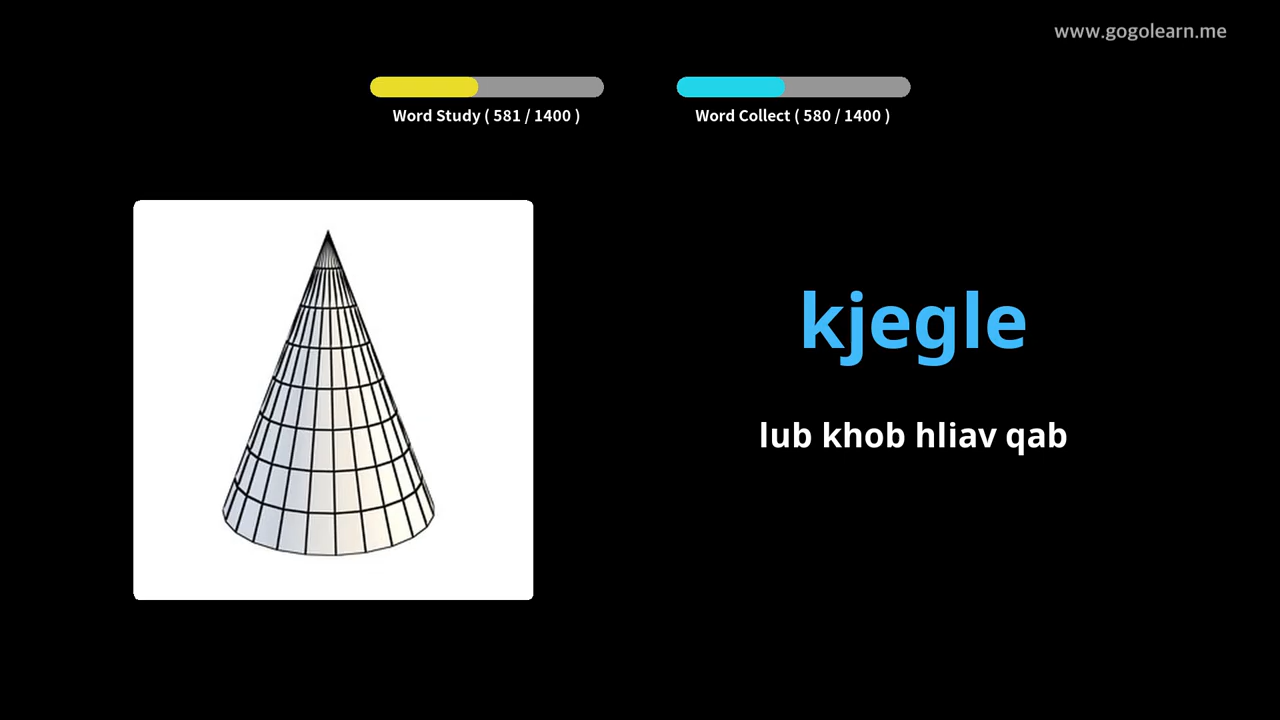 www.gogolearn.me
Word Study ( 581 / 1400 )
Word Collect ( 580 / 1400 )
kjegle
lub khob hliav qab